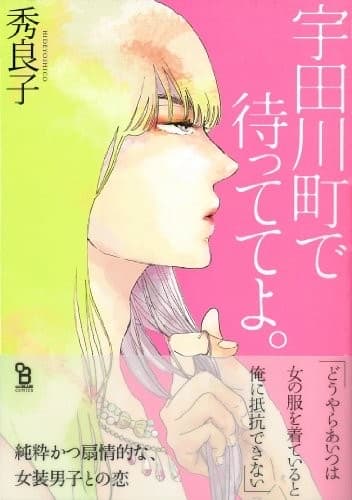 宇田川町で
待っててよ。
秀良子
HIDEYOSHICO
「どうやらあいつは
女の服を着ていると
俺に抵抗できない」
純粋かつ扇情的な、
女装男子との恋
onBLUE
COMICS